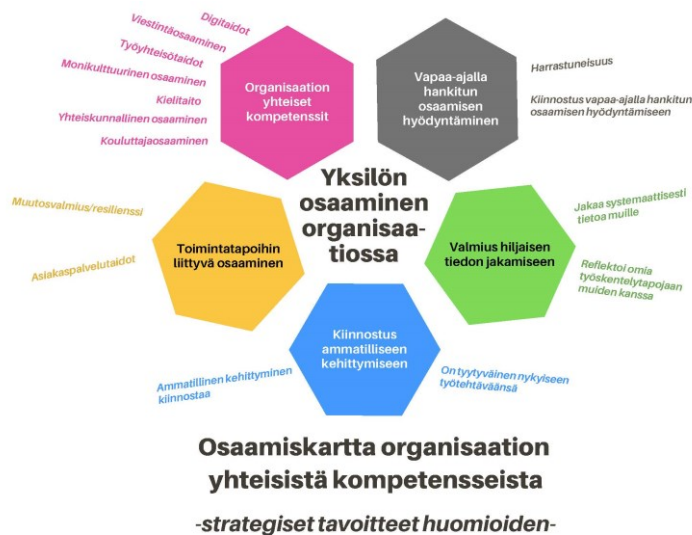 Digitaidot
Viestintäosaaminen
Työyhteisötaidot
Monikulttuurinen osaaminen
Kielitaito
Yhteiskunnallinen osaaminen
Kouluttajaosaaminen
Organisaation
yhteiset
kompetenssit
Vapaa-ajalla
hankitun
osaamisen
hyödyntäminen
Harrastuneisuus
Kiinnostus vapaa-ajalla hankitun
osaamisen hyödyntämiseen
Yksilön
osaaminen
organisaa-
tiossa
Muutosvalmius/resilienssi
Asiakaspalvelutaidot
Toimintatapoihin
liittyvä osaaminen
Valmius hiljaisen
tiedon jakamiseen
Jakaa systemaattisesti
tietoa muille
Reflektoi omia
työskentelytapojaan
muiden kanssa
Kiinnostus
ammatilliseen
kehittymiseen
Ammatillinen kehittyminen
kiinnostaa
On tyytyväinen nykyiseen
työtehtäväänsä
Osaamiskartta organisaation
yhteisistä kompetensseista
-strategiset tavoitteet huomioiden-